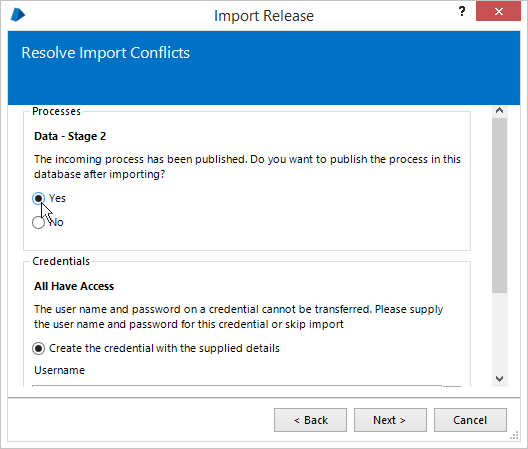 Import Release
?
Resolve Import Conflicts
Processes
Data - Stage 2
The incoming process has been published. Do you want to publish the process in this
database after importing?
Yes
No
Credentials
All Have Access
The user name and password on a credential cannot be transferred. Please supply
the user name and password for this credential or skip import
Create the credential with the supplied details
Username
< Back
Next >
Cancel